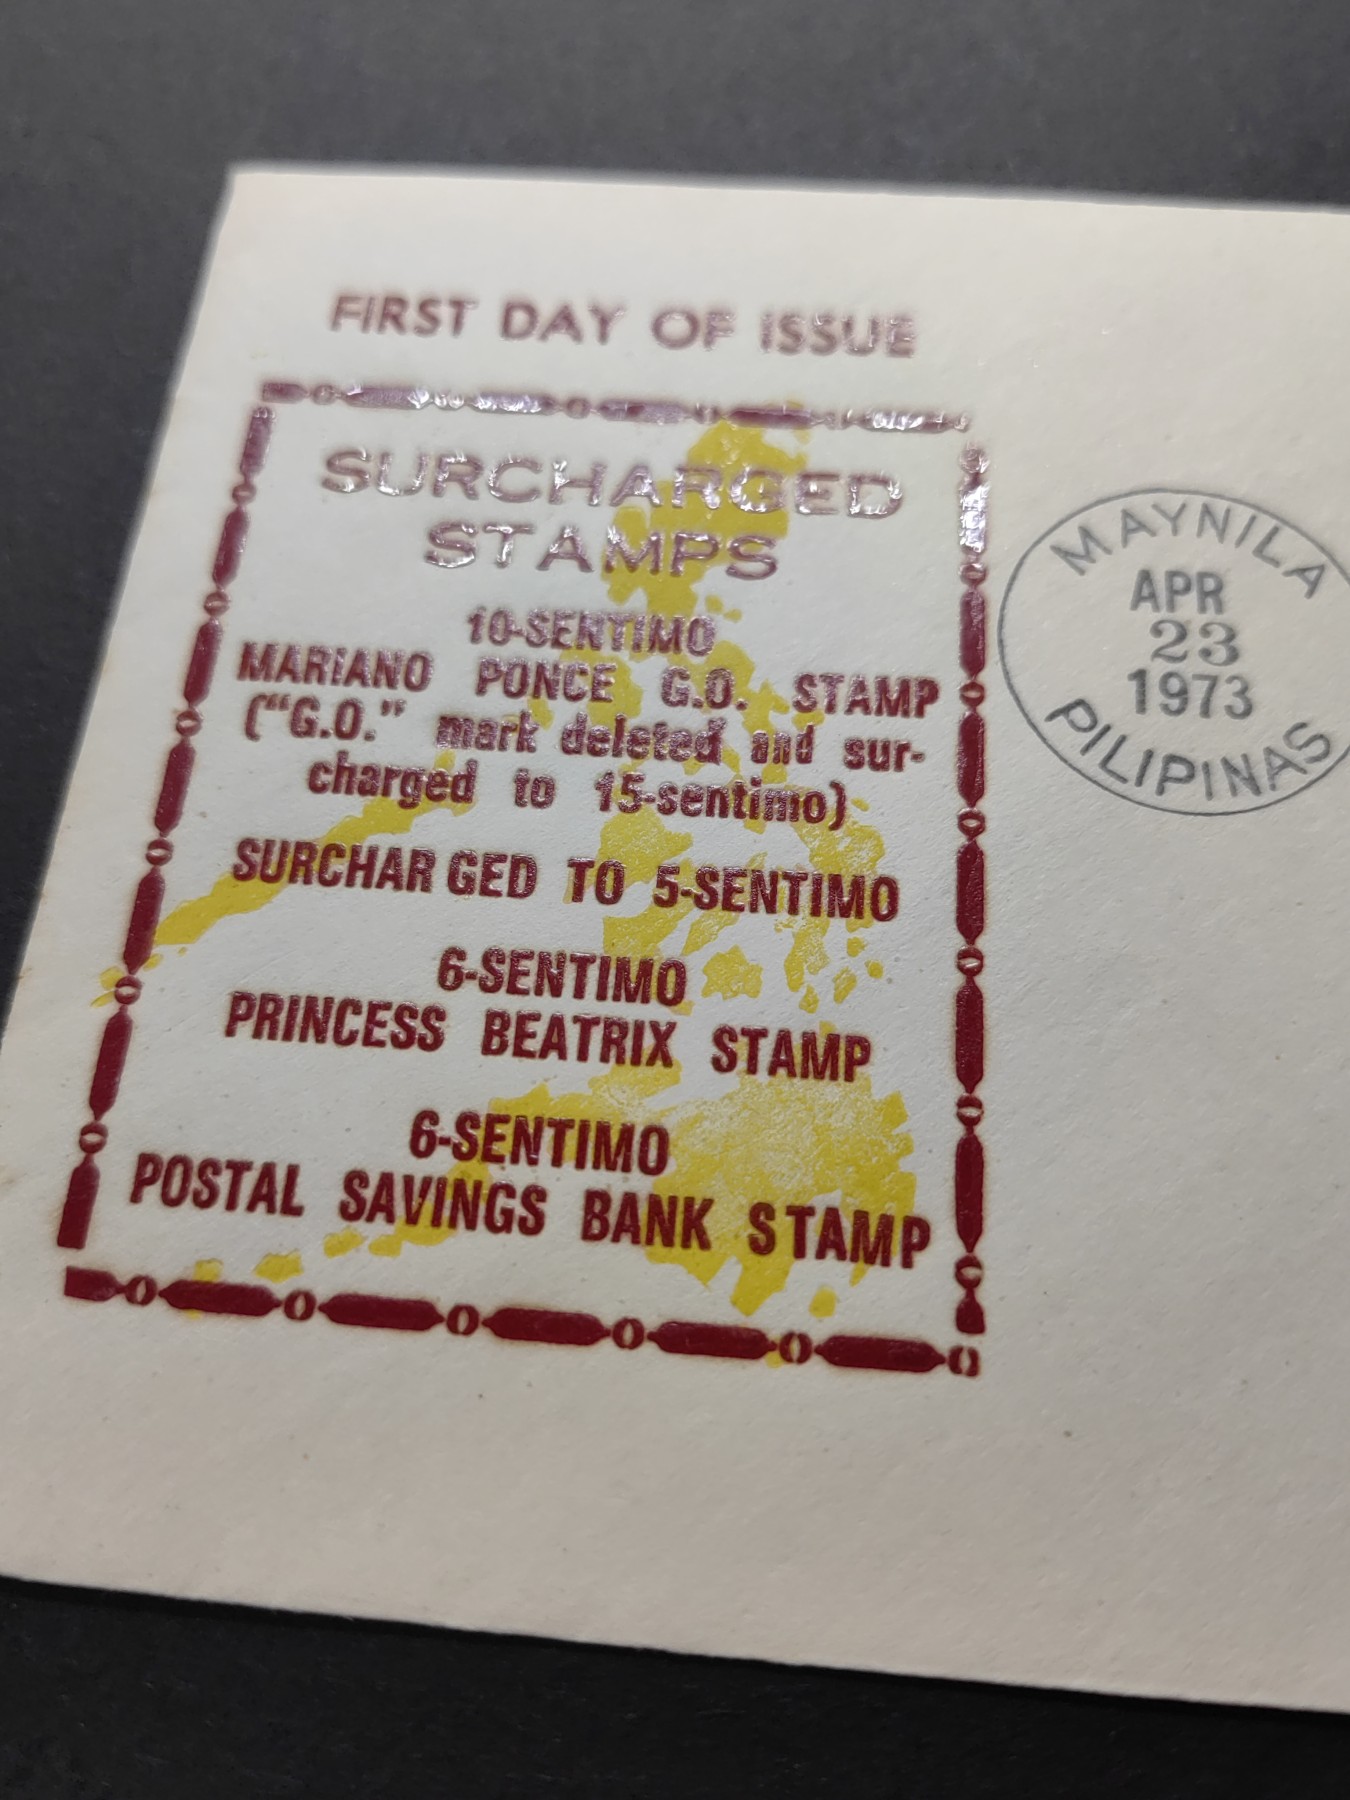 FIRST DAY OF ISSUE
SURCHARGED
STAMPS
10-SENTIMO
MARIANO PONCE G.O. STAMP
("G.O." mark deleted and sur-
charged to 15-sentimo)
SURCHARGED TO 5-SENTIMO
6-SENTIMO
PRINCESS BEATRIX STAMP
6-SENTIMO
POSTAL SAVINGS BANK STAMP
MAYNILA
APR
23
1973
PILIPINAS